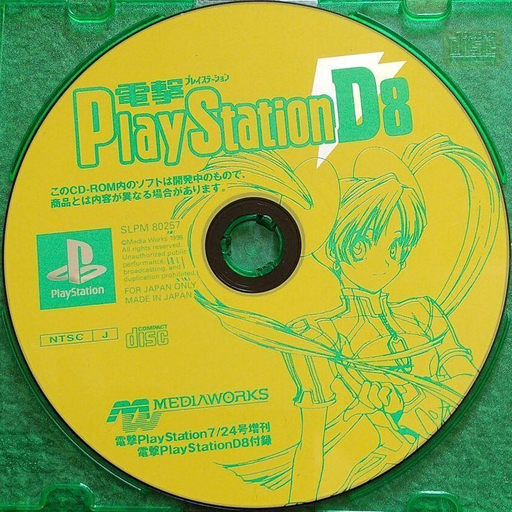 プレイステーション
電撃
PlayStation D8
このCD-ROM内のソフトは開発中のもので、
商品とは内容が異なる場合があります。
SLPM 80257
©Media Works 1998
All rights reserved.
Unauthorized public
performance,
broadcasting, and
duplication prohibited
FOR JAPAN ONLY
MADE IN JAPAN
PlayStation
NTSC J
COMPACT
disc
MW MEDIAWORKS
電撃PlayStation7/24号増刊
電撃PlayStationD8付録